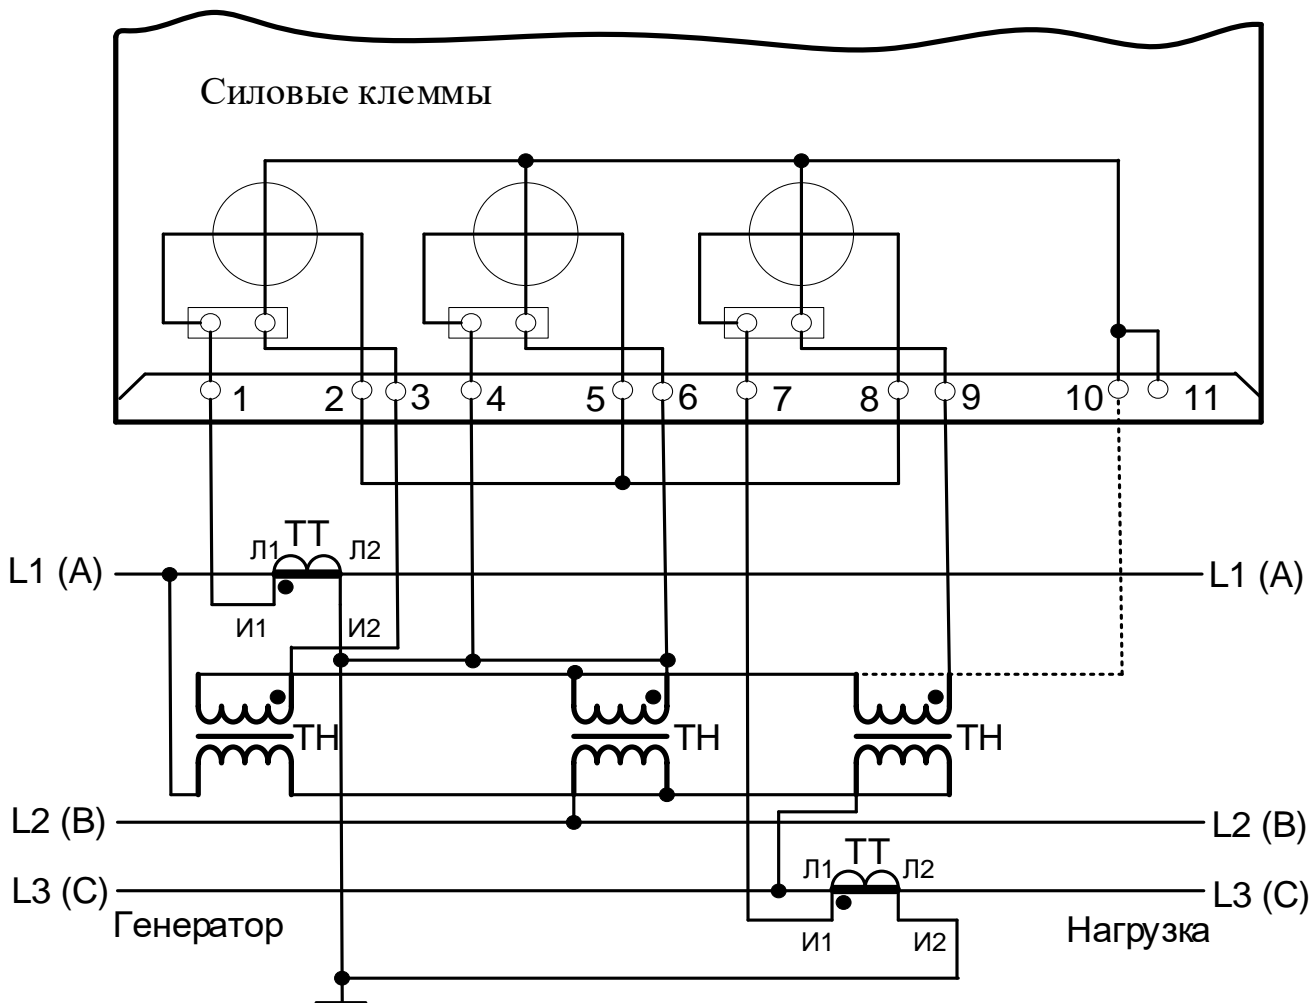 Силовые клеммы
1 2 3 4 5 6 7 8 9 10 11
ТТ
Л1 Л2
L1 (A) L1 (A)
И1 И2
ТН ТН ТН
L2 (B) L2 (B)
ТТ
Л1 Л2
L3 (C) L3 (C)
Генератор Нагрузка
И1 И2